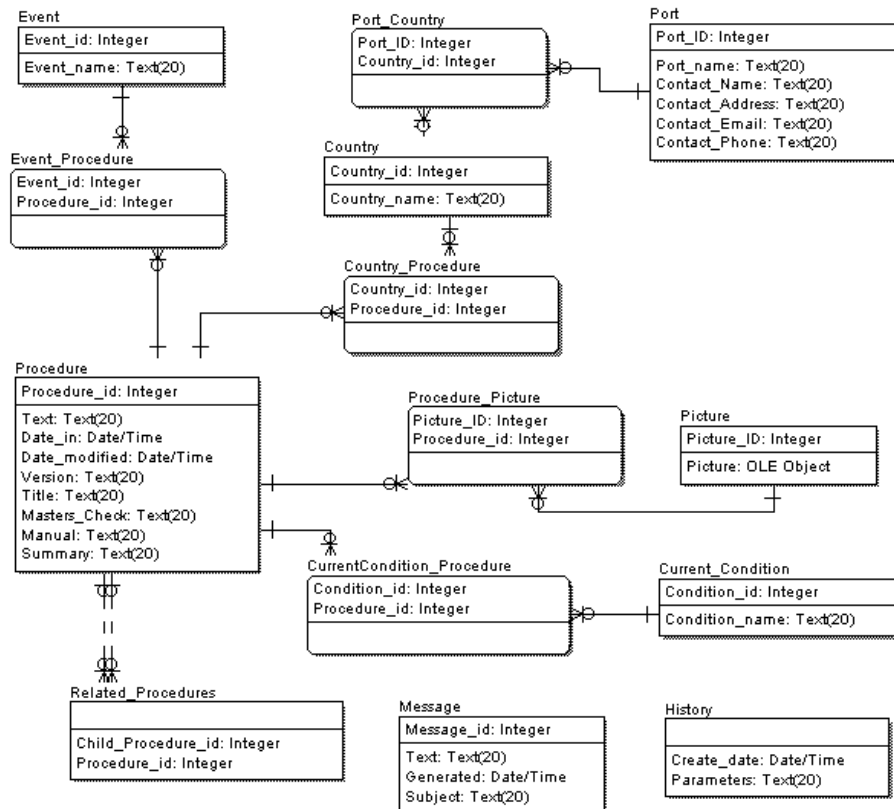 Event
Event_id: Integer
Event_name: Text(20)
Port_Country
Port_ID: Integer
Country_id: Integer
Port
Port_ID: Integer
Port_name: Text(20)
Contact_Name: Text(20)
Contact_Address: Text(20)
Contact_Email: Text(20)
Contact_Phone: Text(20)
Event_Procedure
Event_id: Integer
Procedure_id: Integer
Country
Country_id: Integer
Country_name: Text(20)
Country_Procedure
Country_id: Integer
Procedure_id: Integer
Procedure
Procedure_id: Integer
Text: Text(20)
Date_in: Date/Time
Date_modified: Date/Time
Version: Text(20)
Title: Text(20)
Masters_Check: Text(20)
Manual: Text(20)
Summary: Text(20)
Procedure_Picture
Picture_ID: Integer
Procedure_id: Integer
Picture
Picture_ID: Integer
Picture: OLE Object
CurrentCondition_Procedure
Condition_id: Integer
Procedure_id: Integer
Current_Condition
Condition_id: Integer
Condition_name: Text(20)
Related_Procedures
Child_Procedure_id: Integer
Procedure_id: Integer
Message
Message_id: Integer
Text: Text(20)
Generated: Date/Time
Subject: Text(20)
History
Create_date: Date/Time
Parameters: Text(20)